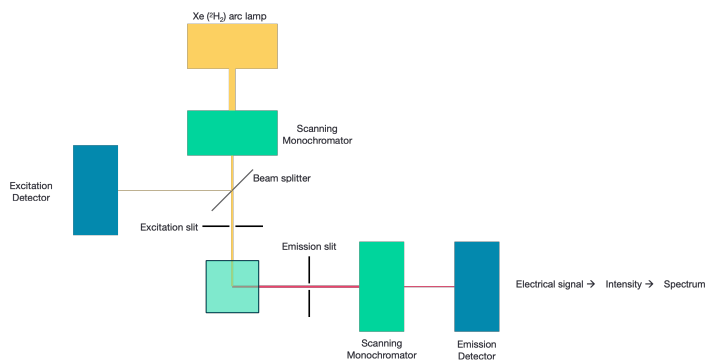 Xe (²H₂) arc lamp
Scanning
Monochromator
Beam splitter
Excitation
Detector
Excitation slit
Emission slit
Electrical signal → Intensity → Spectrum
Scanning
Monochromator
Emission
Detector